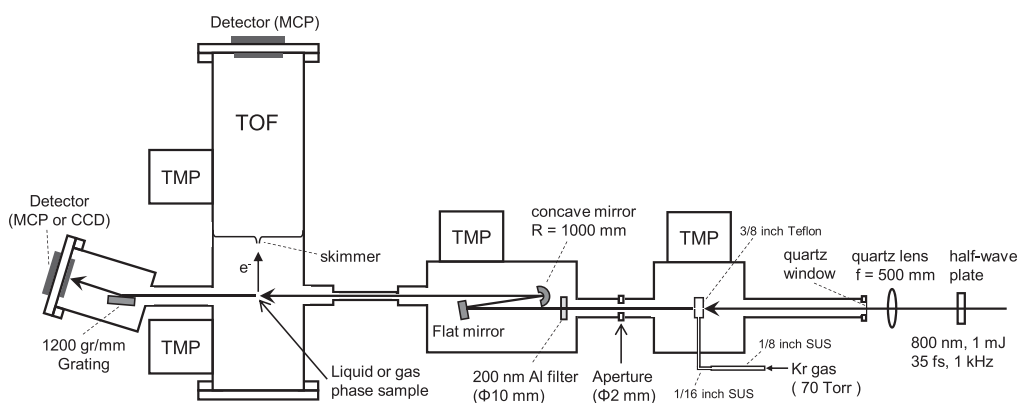 Detector (MCP)
TOF
TMP
Detector
(MCP or CCD)
e-
skimmer
1200 gr/mm
Grating
TMP
Liquid or gas
phase sample
TMP
concave mirror
R = 1000 mm
Flat mirror
200 nm Al filter
(Φ10 mm)
Aperture
(Φ2 mm)
TMP
3/8 inch Teflon
quartz
window
quartz lens
f = 500 mm
half-wave
plate
800 nm, 1 mJ
35 fs, 1 kHz
1/8 inch SUS
Kr gas
( 70 Torr )
1/16 inch SUS